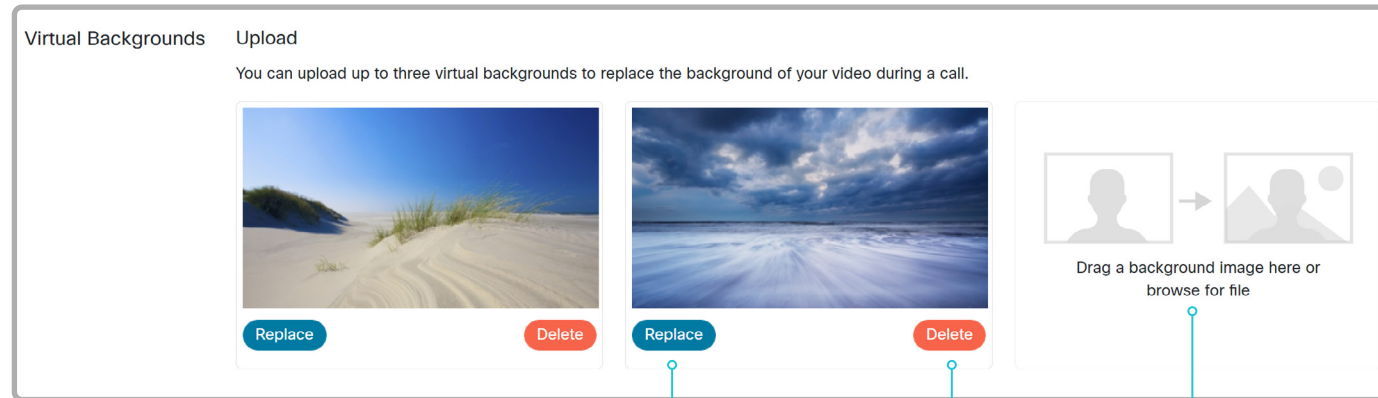 Virtual Backgrounds
Upload
You can upload up to three virtual backgrounds to replace the background of your video during a call.
Drag a background image here or
browse for file
Replace
Delete
Replace
Delete